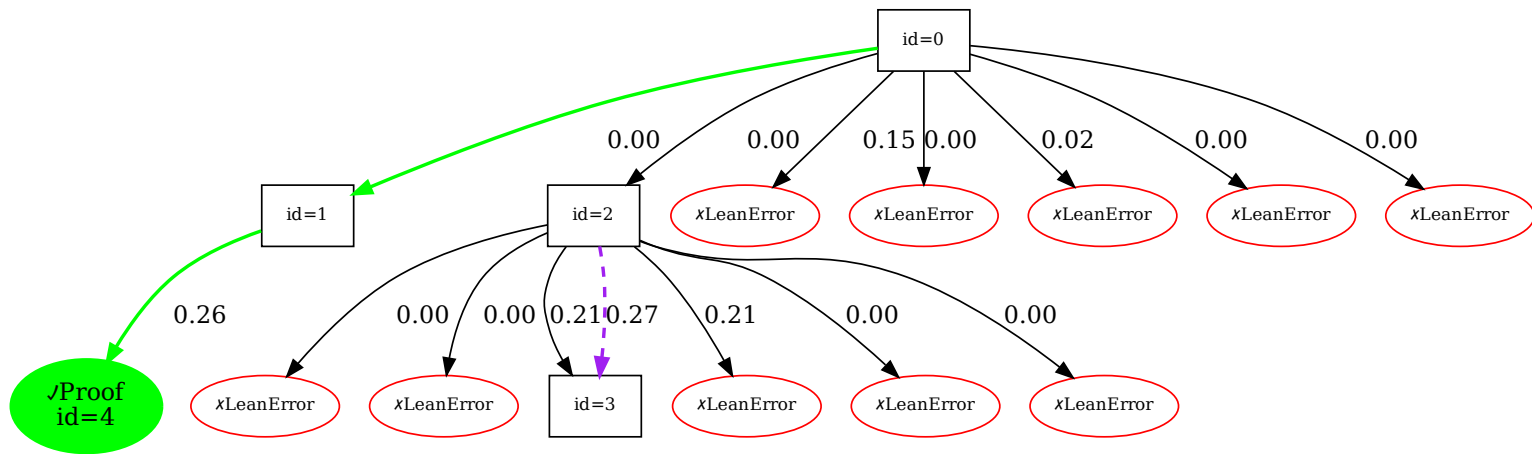 id=0
0.00
0.00
0.15
0.00
0.02
0.00
0.00
id=1
id=2
✗LeanError
✗LeanError
✗LeanError
✗LeanError
✗LeanError
0.26
0.00
0.00
0.21
0.27
0.21
0.00
0.00
✓Proof
id=4
✗LeanError
✗LeanError
id=3
✗LeanError
✗LeanError
✗LeanError